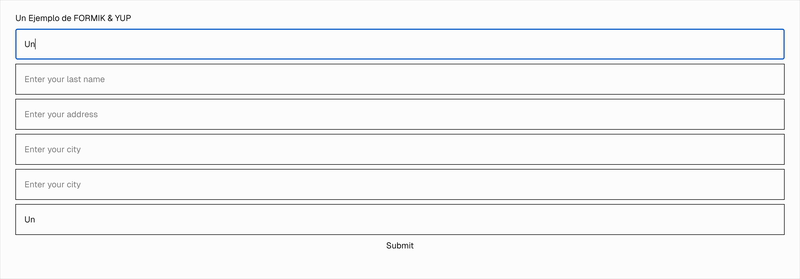 Un Ejemplo de FORMIK & YUP
Un
Enter your last name
Enter your address
Enter your city
Enter your city
Un
Submit